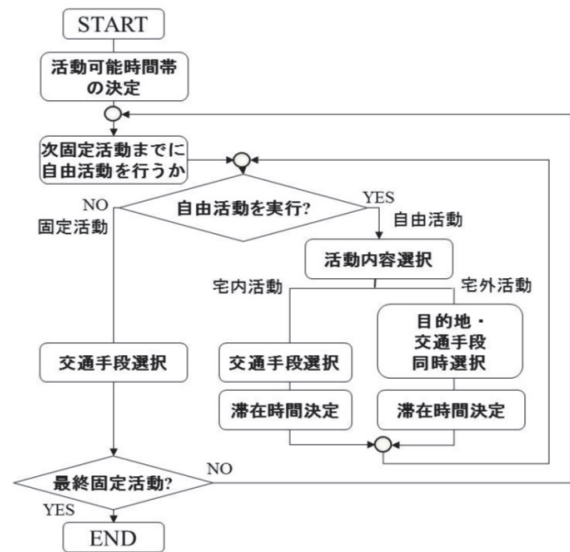 START
活動可能時間帯
の決定
次固定活動までに
自由活動を行うか
NO
YES
自由活動を実行?
固定活動
自由活動
活動内容選択
宅内活動
宅外活動
目的地・
交通手段
同時選択
交通手段選択
交通手段選択
滞在時間決定
滞在時間決定
最終固定活動?
NO
YES
END